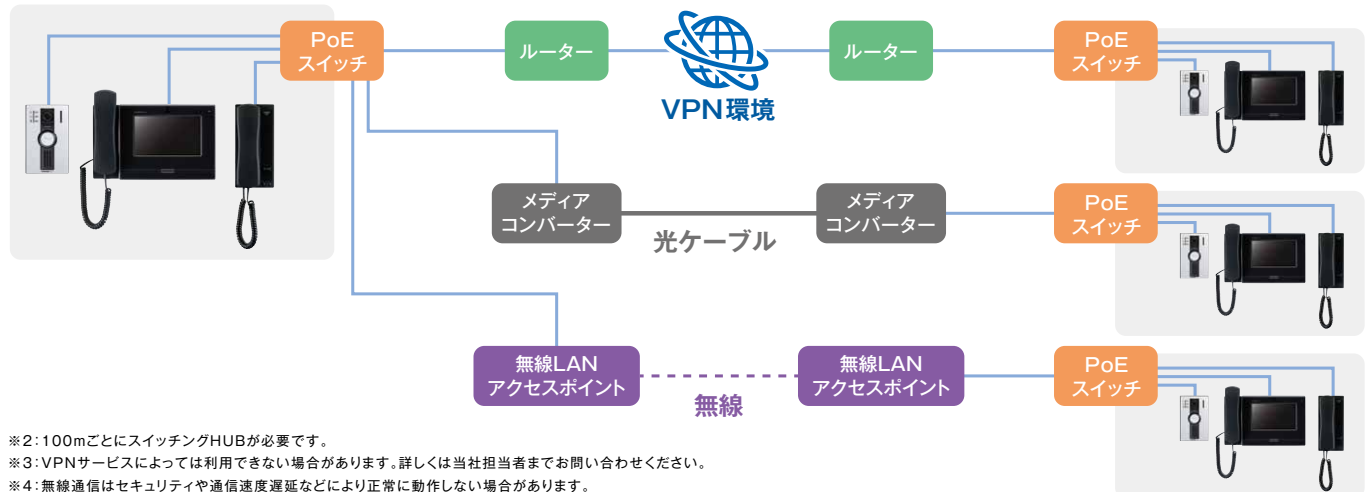 PoE
スイッチ
ルーター
VPN環境
ルーター
PoE
スイッチ
メディア
コンバーター
光ケーブル
メディア
コンバーター
PoE
スイッチ
無線LAN
アクセスポイント
無線
無線LAN
アクセスポイント
PoE
スイッチ
※2:100mごとにスイッチングHUBが必要です。
※3:VPNサービスによっては利用できない場合があります。詳しくは当社担当者までお問い合わせください。
※4:無線通信はセキュリティや通信速度遅延などにより正常に動作しない場合があります。